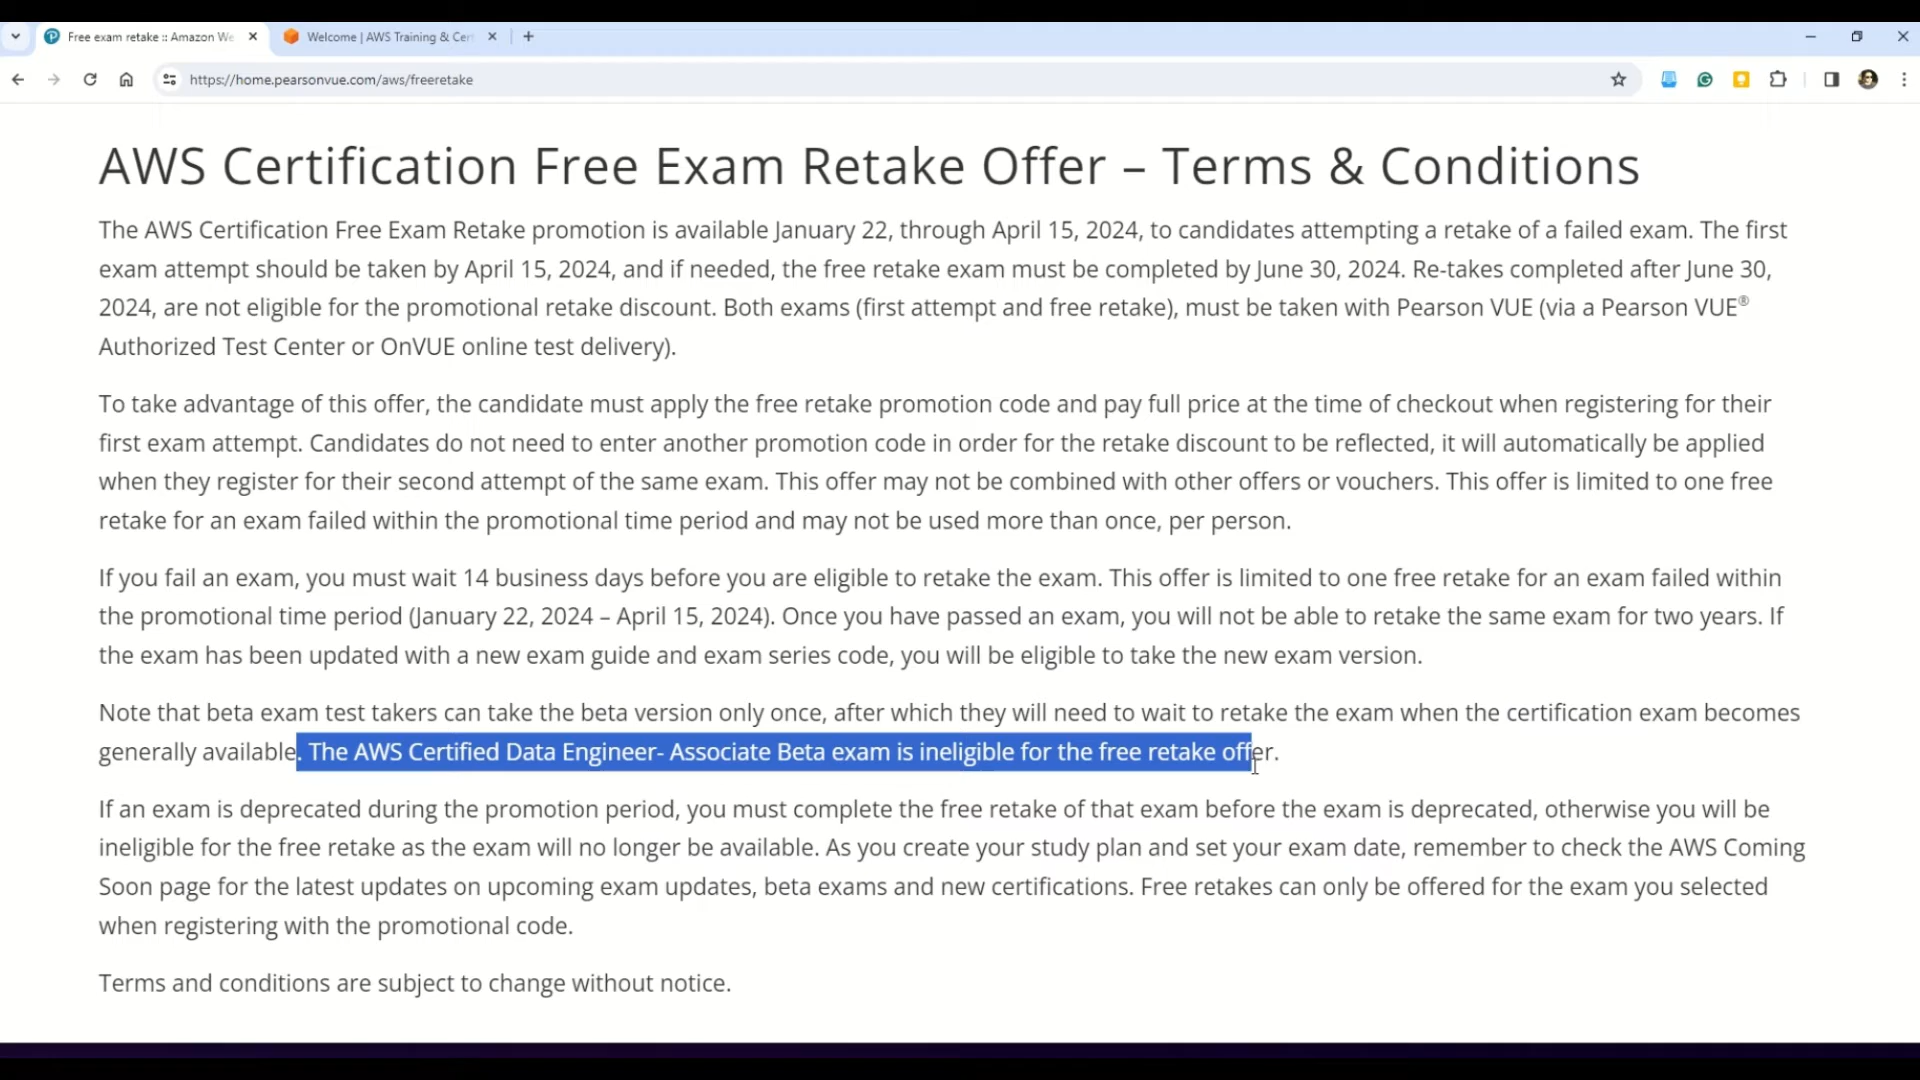 Free exam retake :: Amazon We
Welcome | AWS Training & Cer
https://home.pearsonvue.com/aws/freeretake
AWS Certification Free Exam Retake Offer – Terms & Conditions
The AWS Certification Free Exam Retake promotion is available January 22, through April 15, 2024, to candidates attempting a retake of a failed exam. The first
exam attempt should be taken by April 15, 2024, and if needed, the free retake exam must be completed by June 30, 2024. Re-takes completed after June 30,
2024, are not eligible for the promotional retake discount. Both exams (first attempt and free retake), must be taken with Pearson VUE (via a Pearson VUE®
Authorized Test Center or OnVUE online test delivery).
To take advantage of this offer, the candidate must apply the free retake promotion code and pay full price at the time of checkout when registering for their
first exam attempt. Candidates do not need to enter another promotion code in order for the retake discount to be reflected, it will automatically be applied
when they register for their second attempt of the same exam. This offer may not be combined with other offers or vouchers. This offer is limited to one free
retake for an exam failed within the promotional time period and may not be used more than once, per person.
If you fail an exam, you must wait 14 business days before you are eligible to retake the exam. This offer is limited to one free retake for an exam failed within
the promotional time period (January 22, 2024 – April 15, 2024). Once you have passed an exam, you will not be able to retake the same exam for two years. If
the exam has been updated with a new exam guide and exam series code, you will be eligible to take the new exam version.
Note that beta exam test takers can take the beta version only once, after which they will need to wait to retake the exam when the certification exam becomes
generally available. The AWS Certified Data Engineer- Associate Beta exam is ineligible for the free retake offer.
If an exam is deprecated during the promotion period, you must complete the free retake of that exam before the exam is deprecated, otherwise you will be
ineligible for the free retake as the exam will no longer be available. As you create your study plan and set your exam date, remember to check the AWS Coming
Soon page for the latest updates on upcoming exam updates, beta exams and new certifications. Free retakes can only be offered for the exam you selected
when registering with the promotional code.
Terms and conditions are subject to change without notice.